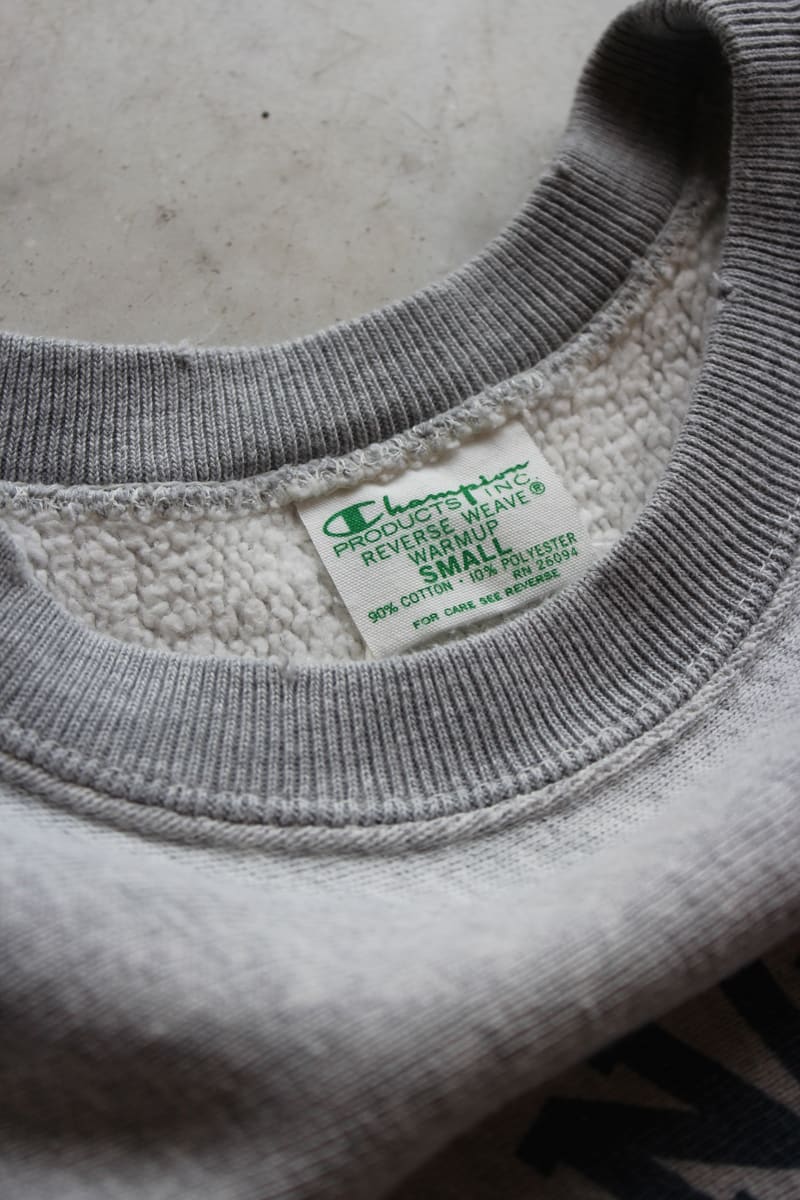 Champion
PRODUCTS INC.
REVERSE WEAVE®
WARMUP
SMALL
90% COTTON · 10% POLYESTER
RN 26094
FOR CARE SEE REVERSE